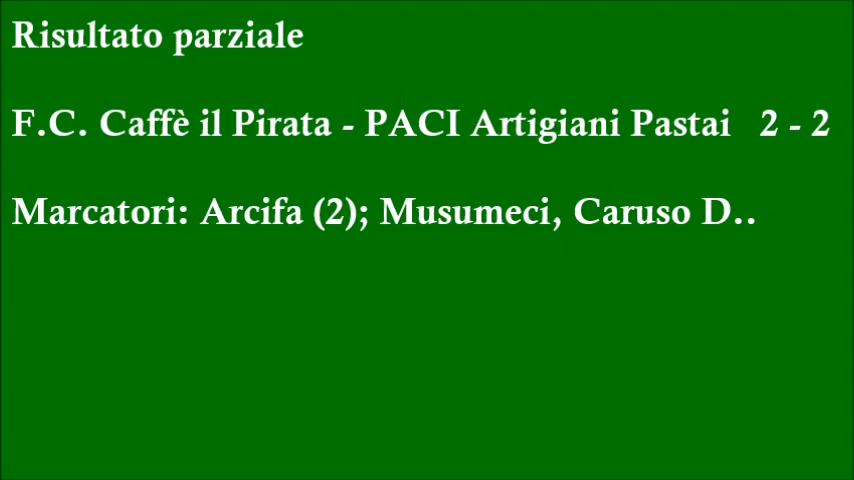 Risultato parziale
F.C. Caffè il Pirata - PACI Artigiani Pastai 2 - 2
Marcatori: Arcifa (2); Musumeci, Caruso D..